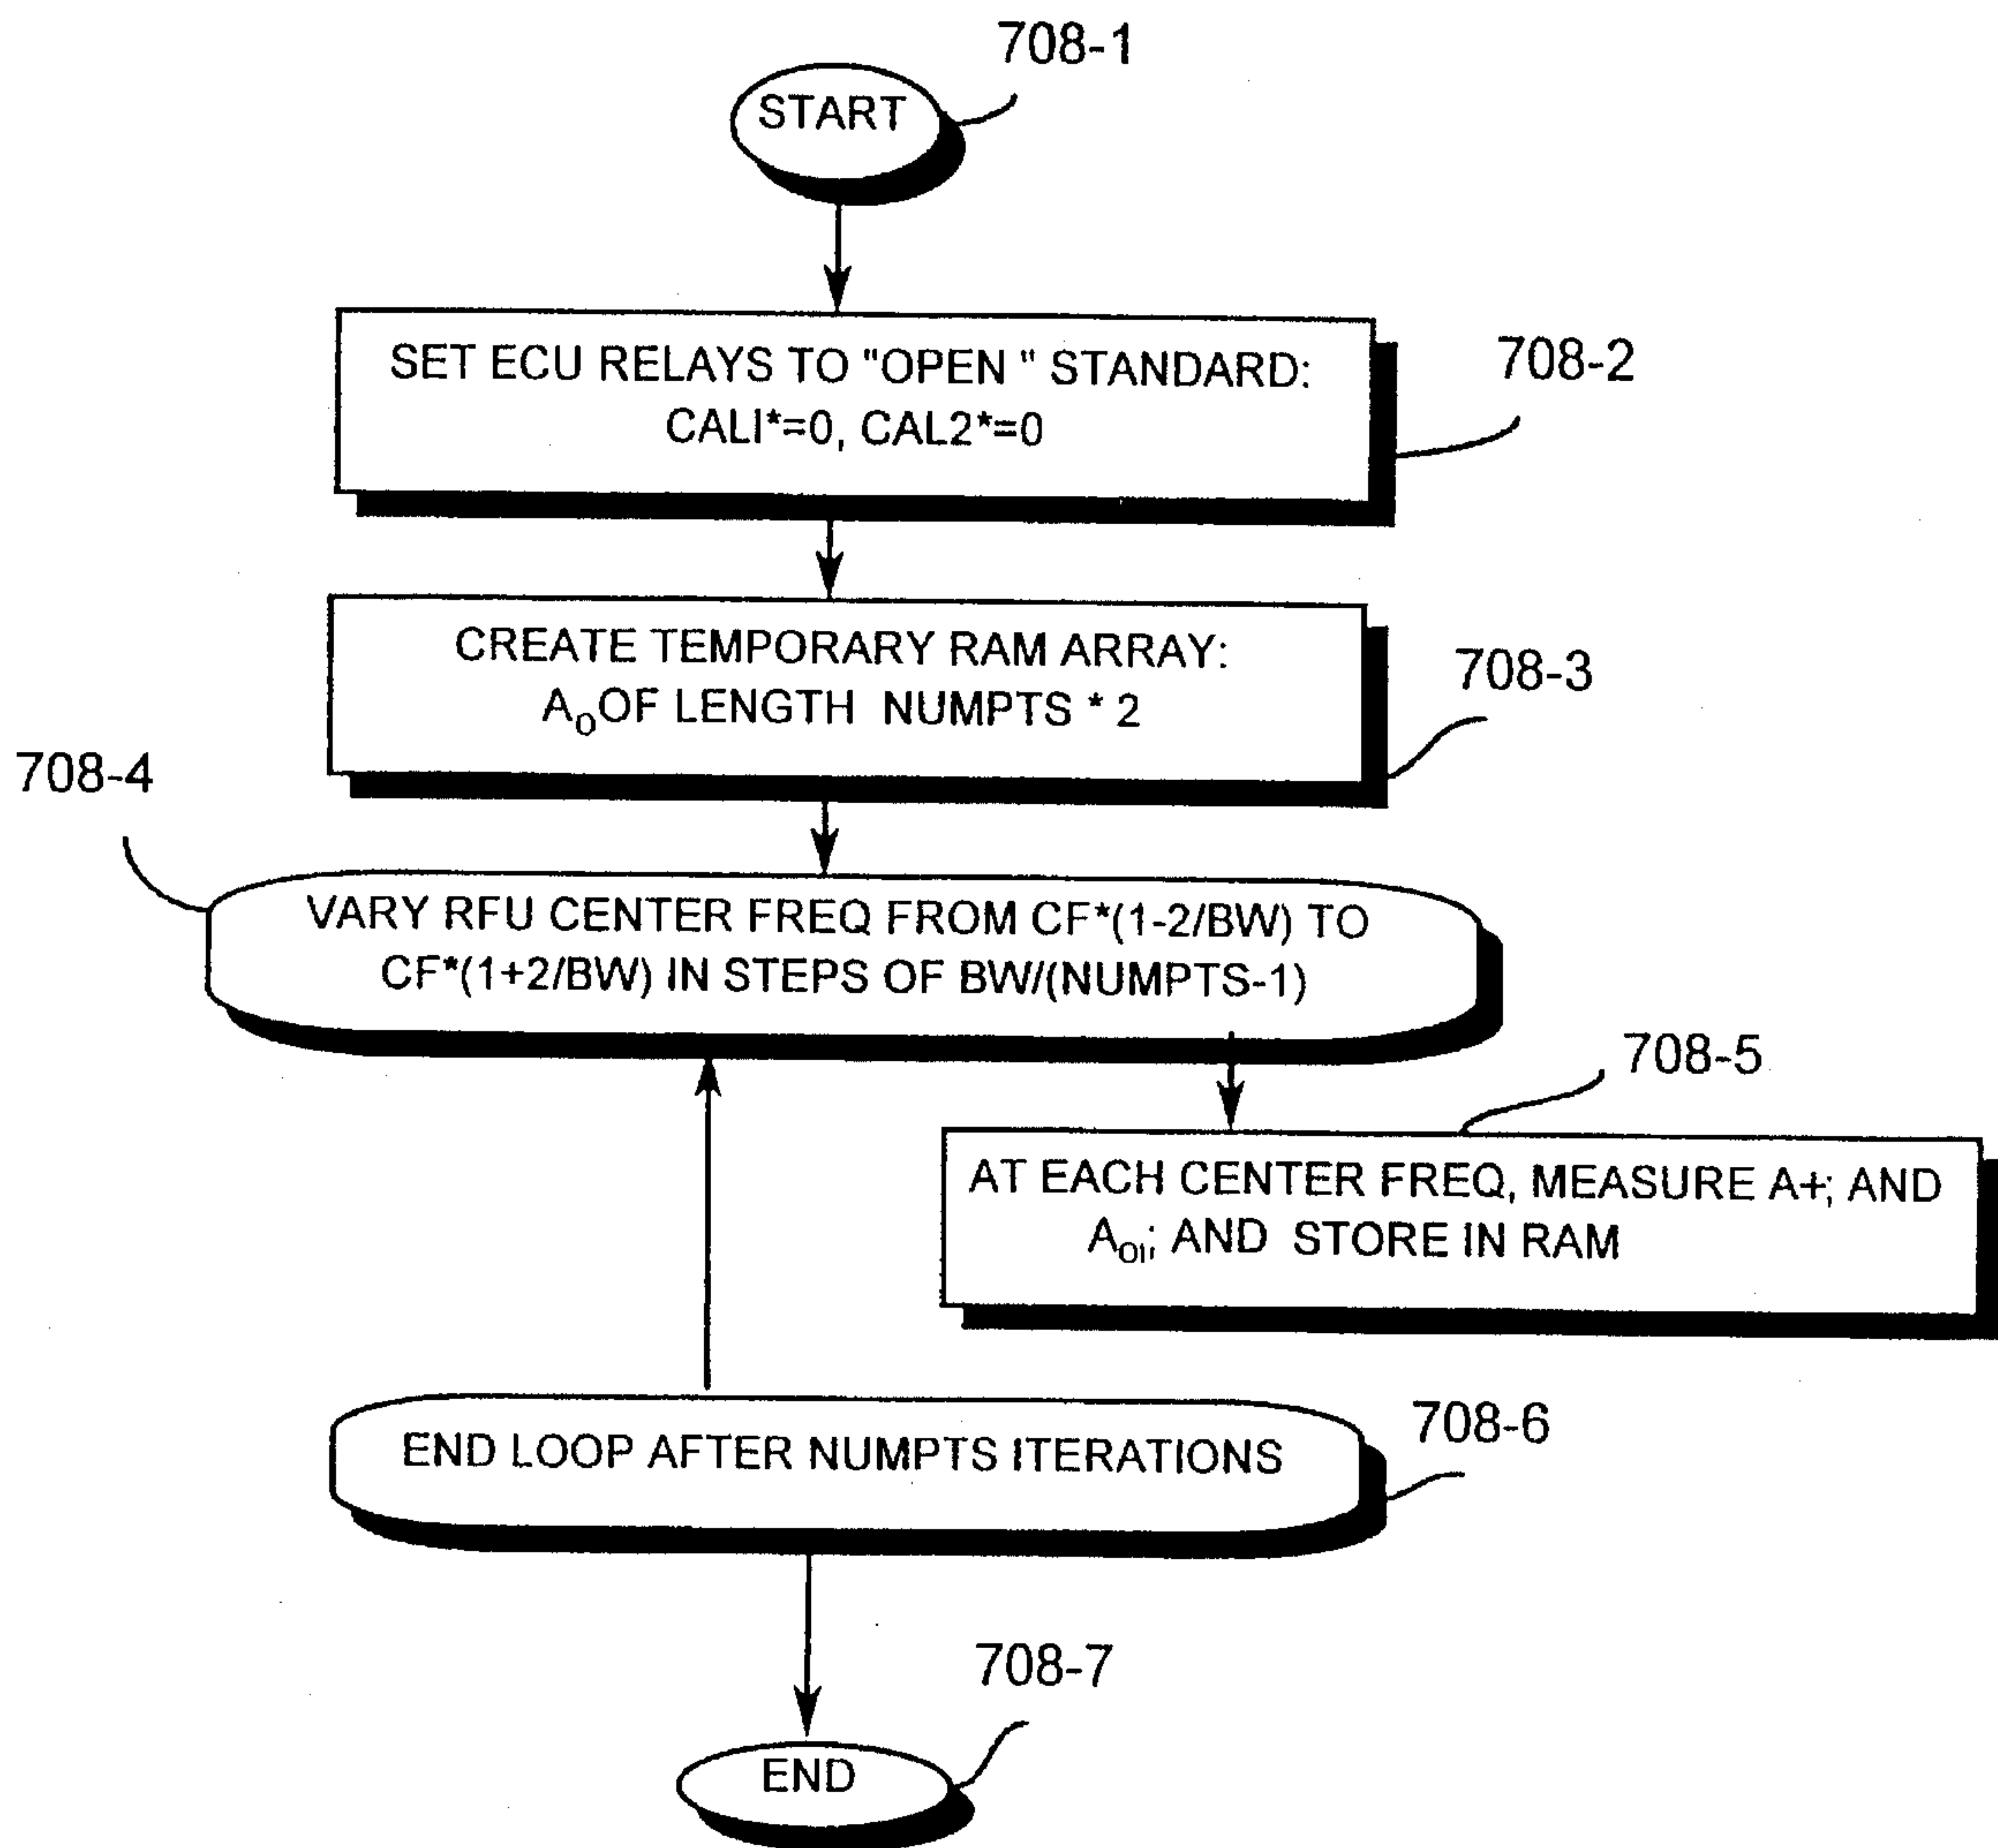 708-1
START
SET ECU RELAYS TO "OPEN " STANDARD:
CALI*=0, CAL2*=0
708-2
CREATE TEMPORARY RAM ARRAY:
A₀ OF LENGTH NUMPTS * 2
708-3
708-4
VARY RFU CENTER FREQ FROM CF*(1-2/BW) TO
CF*(1+2/BW) IN STEPS OF BW/(NUMPTS-1)
708-5
AT EACH CENTER FREQ, MEASURE A+; AND
A₀ᵢ; AND STORE IN RAM
END LOOP AFTER NUMPTS ITERATIONS
708-6
708-7
END